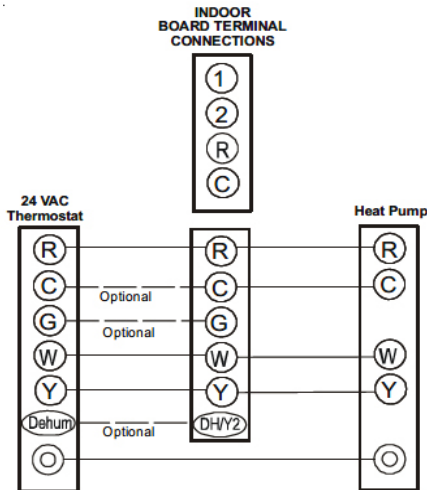 INDOOR
BOARD TERMINAL
CONNECTIONS
1
2
R
C
24 VAC
Thermostat
Heat Pump
R R R
C Optional C C
G Optional G
W W W
Y Y Y
Dehum Optional DH/Y2
O O